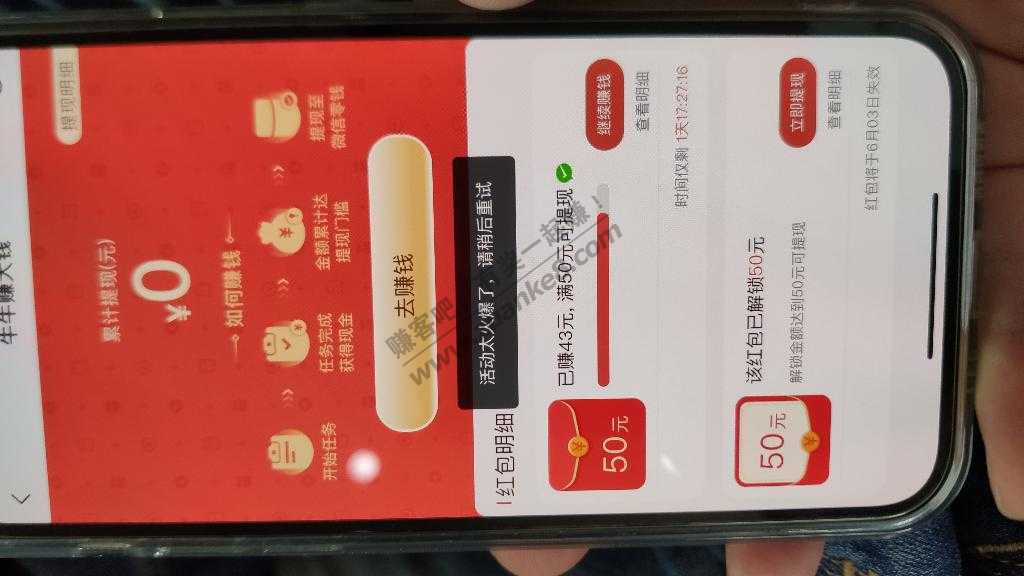 牛牛赚大钱
提现明细
累计提现(元)
¥0
如何赚钱
开始任务
任务完成
获得现金
金额累计达
提现门槛
提现至
微信零钱
去赚钱
活动太火爆了，请稍后重试
红包明细
50元
已赚43元, 满50元可提现
继续赚钱
查看明细
时间仅剩 1天17:27:16
50元
该红包已解锁50元
解锁金额达到50元可提现
立即提现
查看明细
红包将于6月03日失效